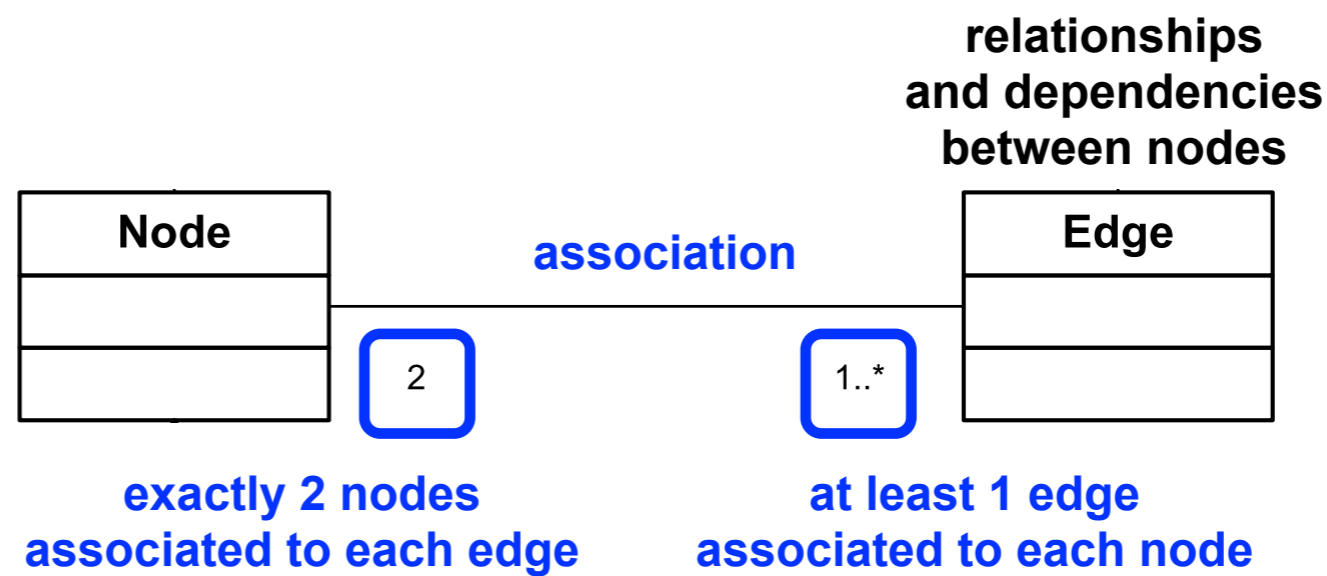 relationships
and dependencies
between nodes
Node
association
Edge
2
1..*
exactly 2 nodes
associated to each edge
at least 1 edge
associated to each node